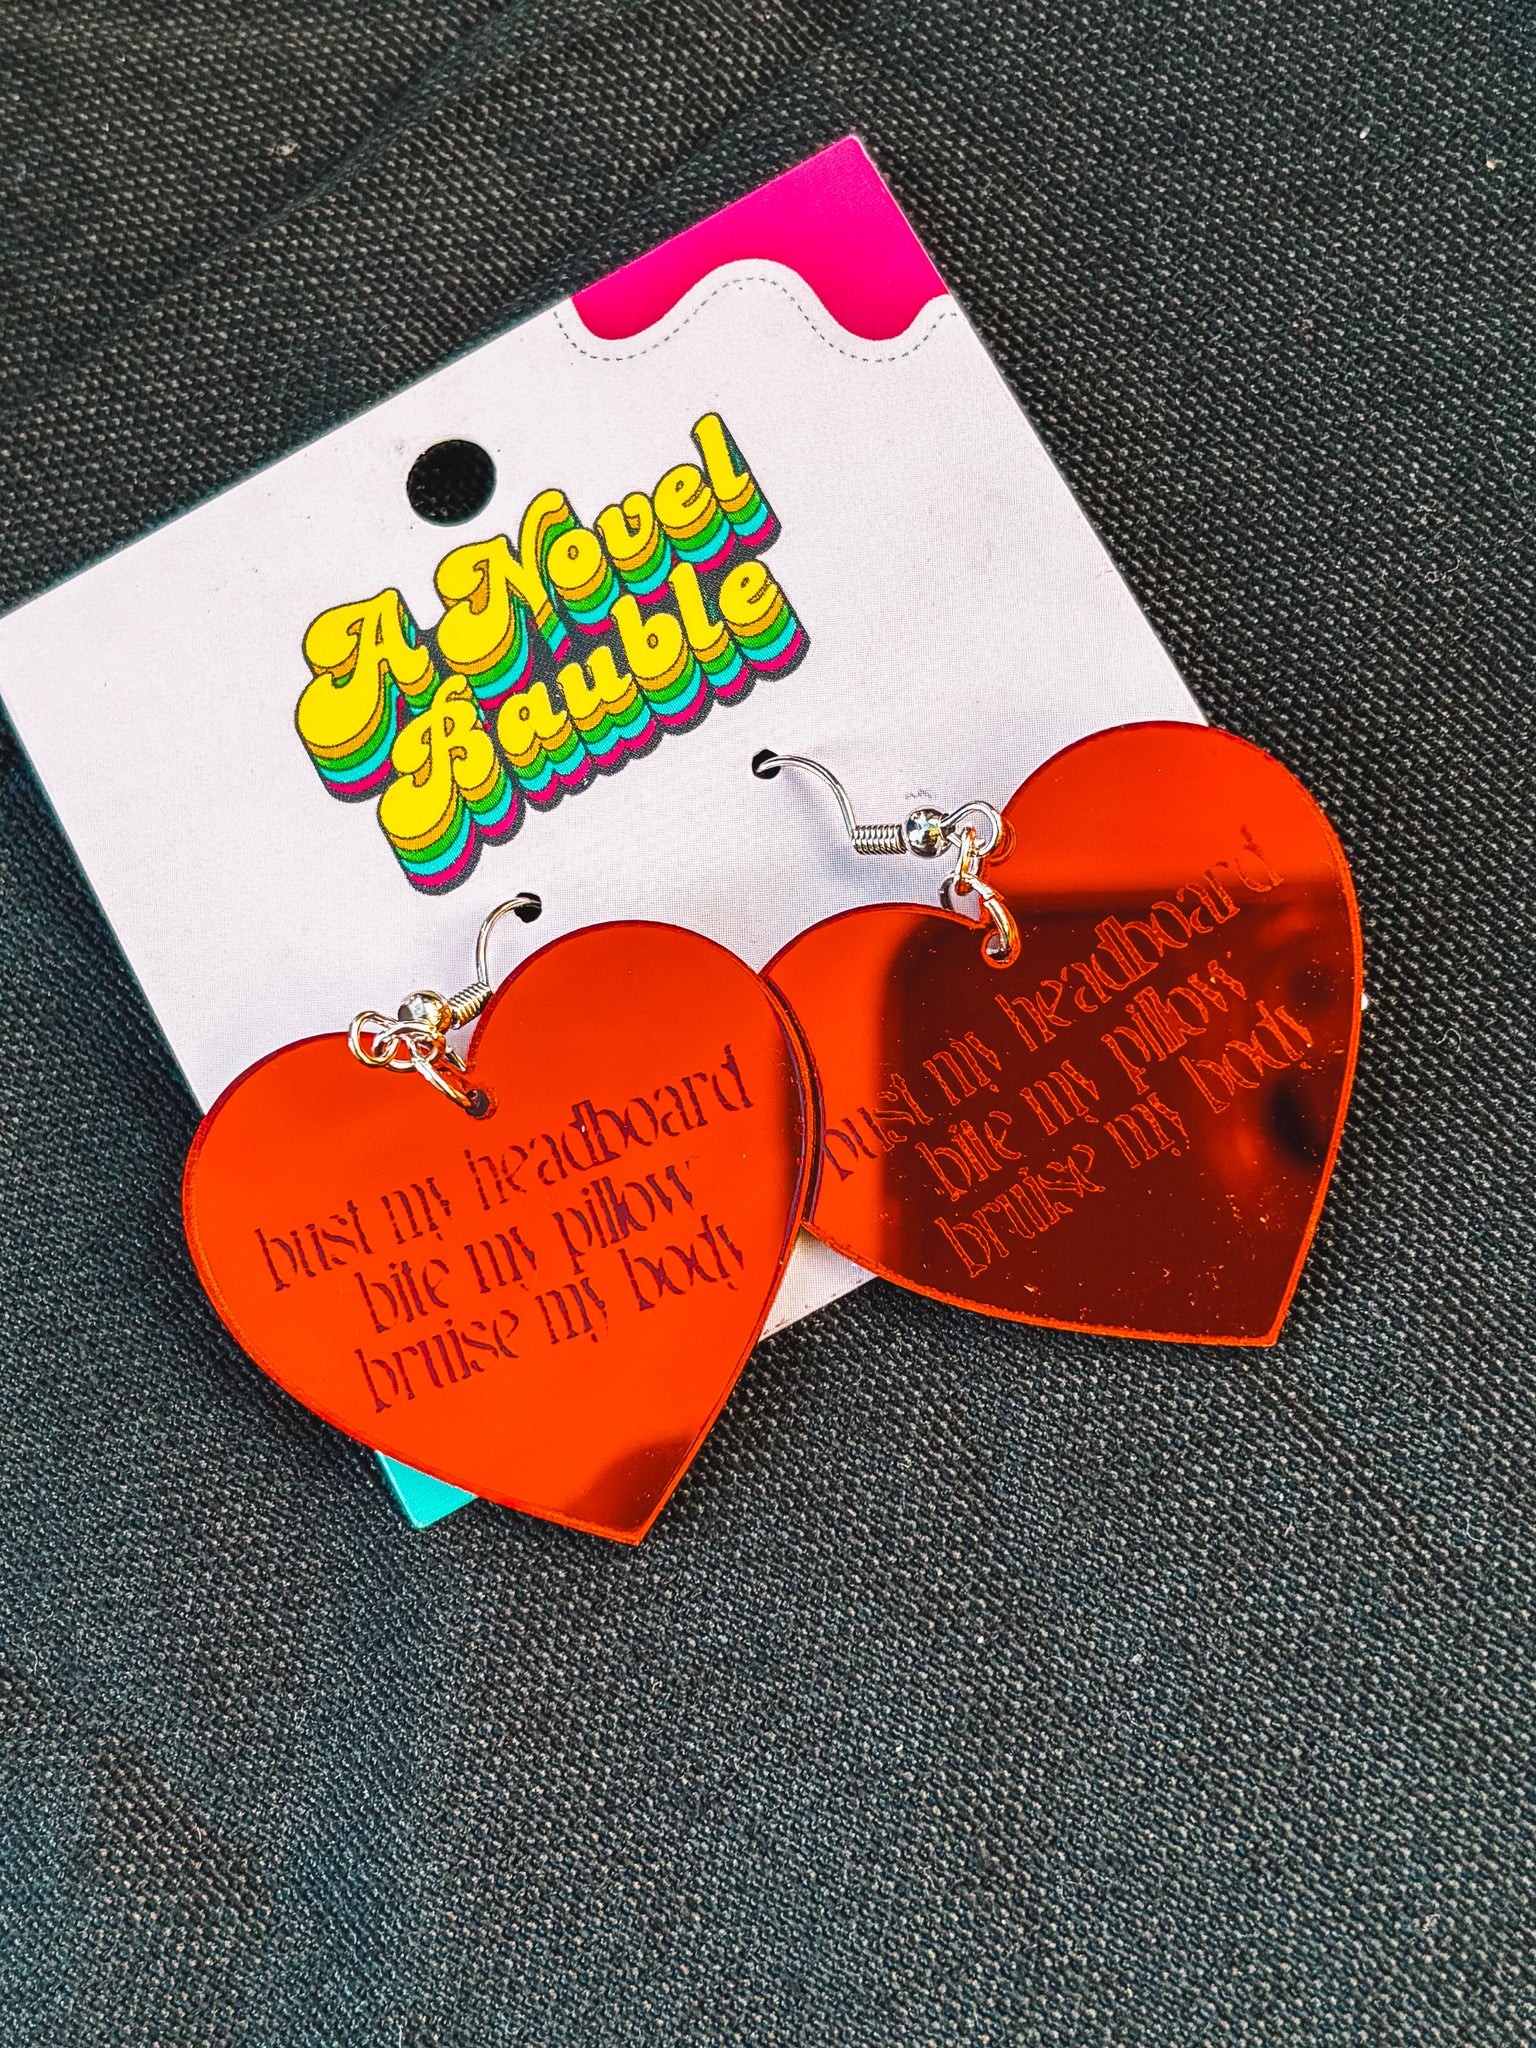 A Novel
Bauble
bust my headboard
bite my pillow
bruise my body
bust my headboard
bite my pillow
bruise my body